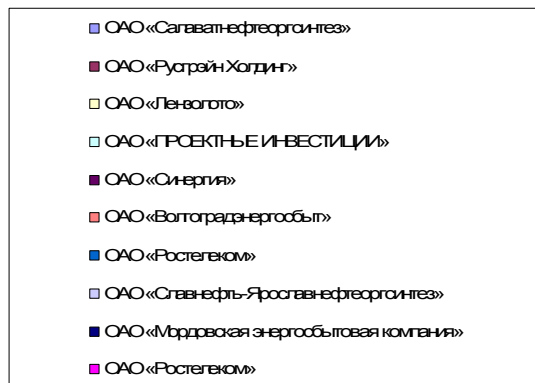 ОАО «Салаватнефтеоргсинтез»
ОАО «Русгрэйн Холдинг»
ОАО «Лензолото»
ОАО «ПРОЕКТНЫЕ ИНВЕСТИЦИИ»
ОАО «Синергия»
ОАО «Волгоградэнергосбыт»
ОАО «Ростелеком»
ОАО «Славнефть-Ярославнефтеоргсинтез»
ОАО «Мордовская энергосбытовая компания»
ОАО «Ростелеком»